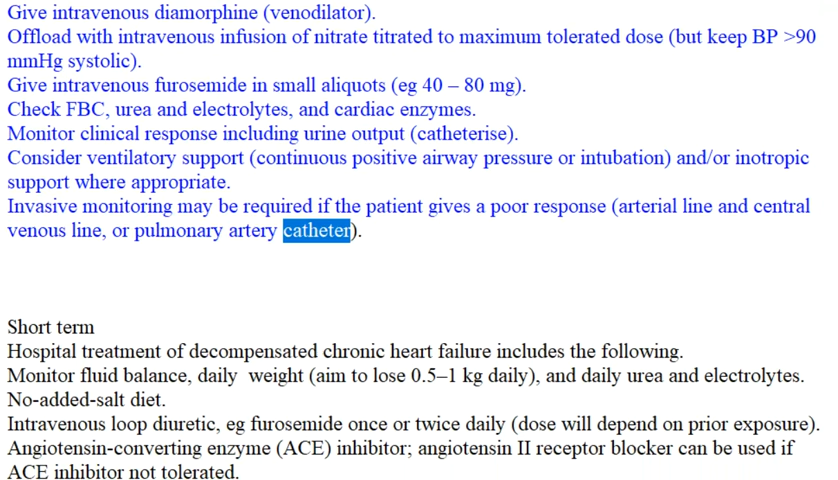 Give intravenous diamorphine (venodilator).
Offload with intravenous infusion of nitrate titrated to maximum tolerated dose (but keep BP >90
mmHg systolic).
Give intravenous furosemide in small aliquots (eg 40 – 80 mg).
Check FBC, urea and electrolytes, and cardiac enzymes.
Monitor clinical response including urine output (catheterise).
Consider ventilatory support (continuous positive airway pressure or intubation) and/or inotropic
support where appropriate.
Invasive monitoring may be required if the patient gives a poor response (arterial line and central
venous line, or pulmonary artery catheter).
Short term
Hospital treatment of decompensated chronic heart failure includes the following.
Monitor fluid balance, daily  weight (aim to lose 0.5–1 kg daily), and daily urea and electrolytes.
No-added-salt diet.
Intravenous loop diuretic, eg furosemide once or twice daily (dose will depend on prior exposure).
Angiotensin-converting enzyme (ACE) inhibitor; angiotensin II receptor blocker can be used if
ACE inhibitor not tolerated.